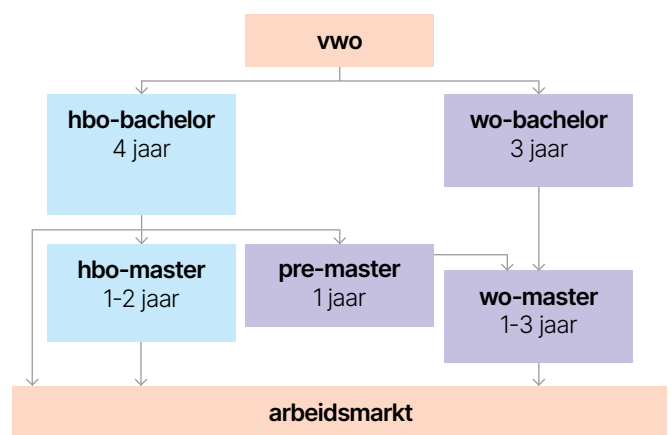 vwo
hbo-bachelor
4 jaar
wo-bachelor
3 jaar
hbo-master
1-2 jaar
pre-master
1 jaar
wo-master
1-3 jaar
arbeidsmarkt